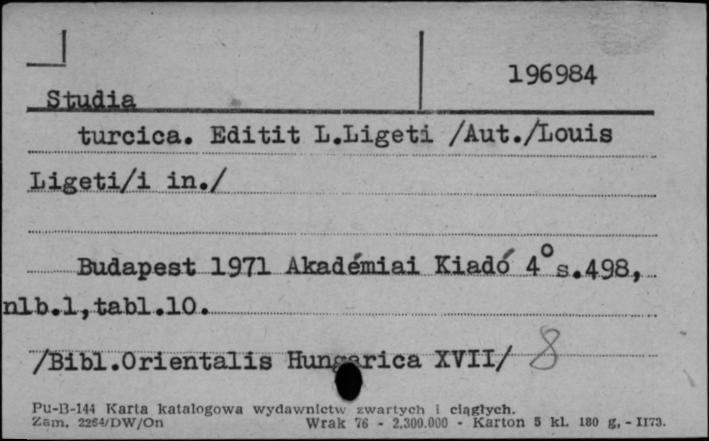 196984
Studia
turcica. Editit L.Ligeti /Aut./Louis
Ligeti/i in./
Budapest 1971 Akadémiai Kiadó 4° s.498,
nlb.1,tabl.10.
/Bibl.Orientalis Hungarica XVII/ 8
Pu-B-144 Karta katalogowa wydawnictw zwartych i ciągłych.
Zam. 2264/DW/On Wrak 76 - 2.300.000 - Karton 5 kl. 180 g, - II73.